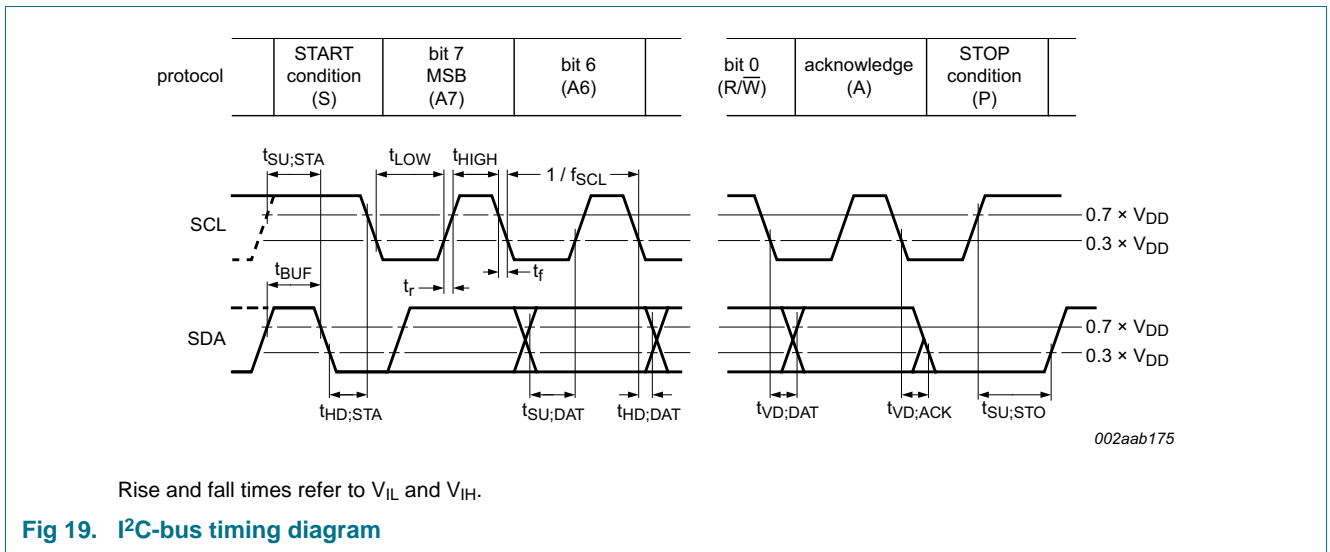 protocol
START
condition
(S)
bit 7
MSB
(A7)
bit 6
(A6)
bit 0
(R/W̅)
acknowledge
(A)
STOP
condition
(P)
tSU;STA
tLOW
tHIGH
1 / fSCL
SCL
0.7 × VDD
0.3 × VDD
tBUF
tr
tf
SDA
0.7 × VDD
0.3 × VDD
tHD;STA
tSU;DAT
tHD;DAT
tVD;DAT
tVD;ACK
tSU;STO
002aab175
Rise and fall times refer to VIL and VIH.
Fig 19. I²C-bus timing diagram